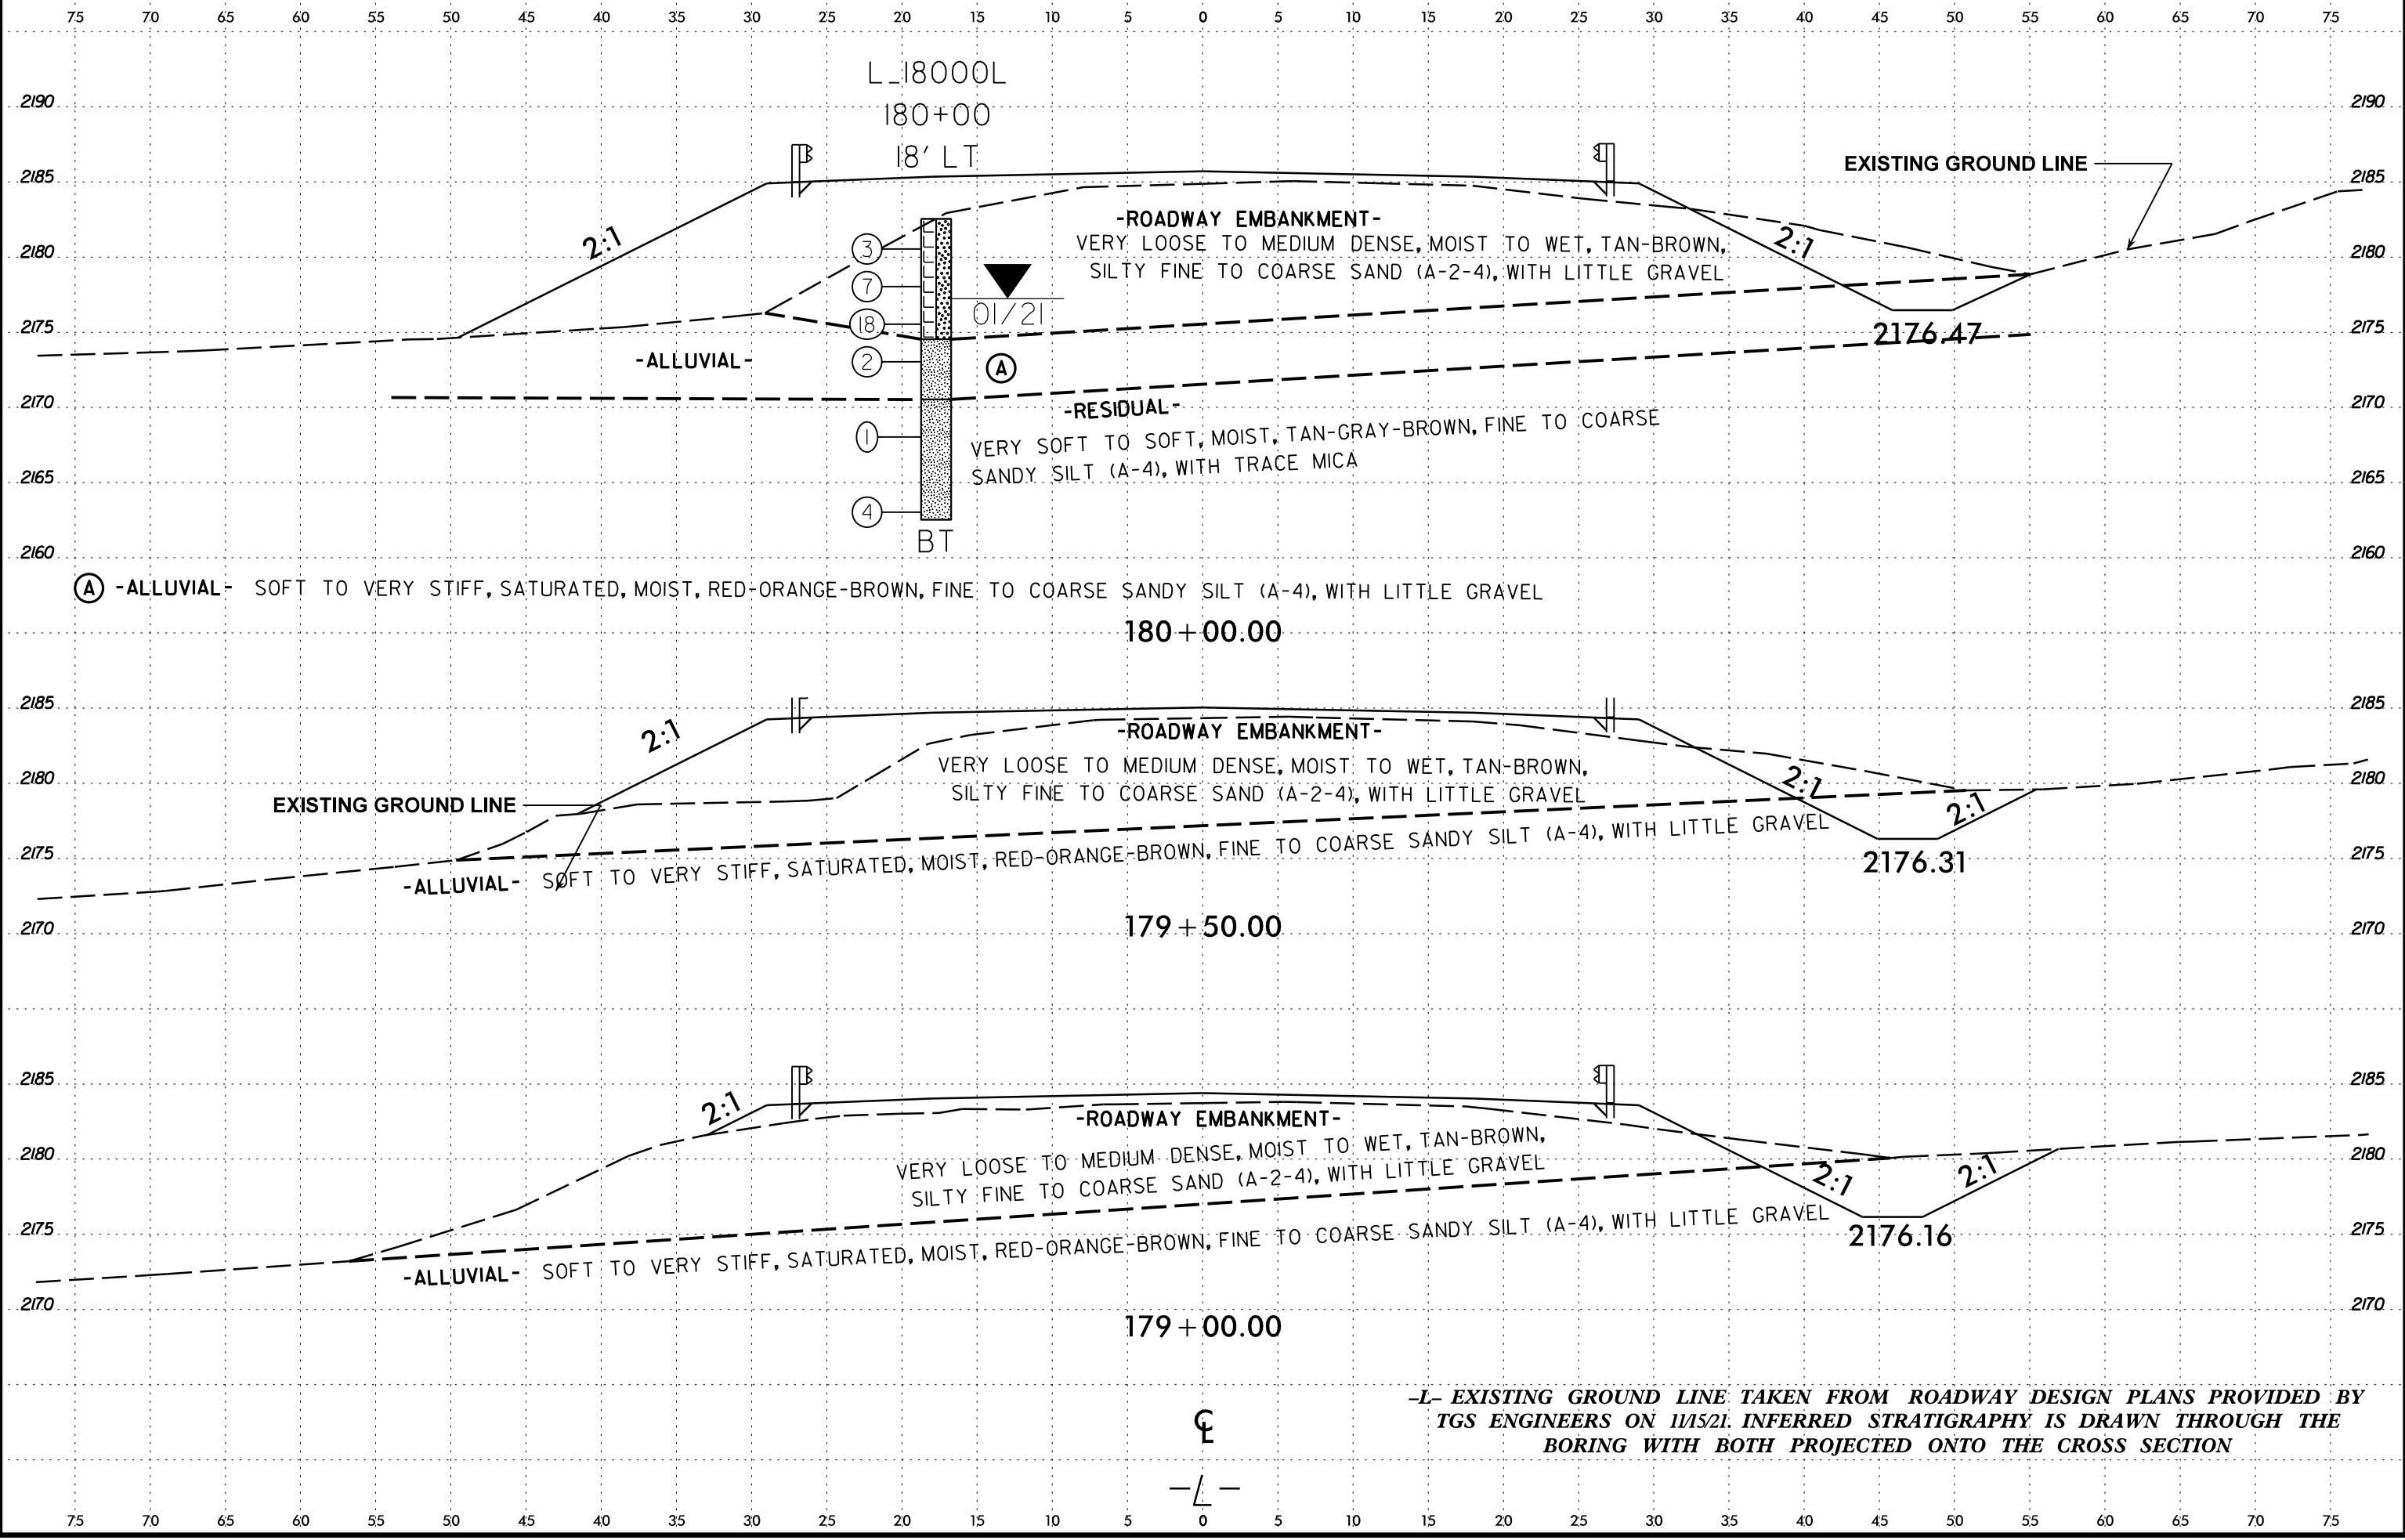 75 70 65 60 55 50 45 40 35 30 25 20 15 10 5 0 5 10 15 20 25 30 35 40 45 50 55 60 65 70 75
L_18000L
180+00
18' LT
2190 2190
2185 2185
EXISTING GROUND LINE
-ROADWAY EMBANKMENT-
VERY LOOSE TO MEDIUM DENSE, MOIST TO WET, TAN-BROWN,
SILTY FINE TO COARSE SAND (A-2-4), WITH LITTLE GRAVEL
2:1
2:1
2180 2180
3
7
18
2
1
4
01/21
2175 2175
2176.47
-ALLUVIAL-
A
2170 2170
-RESIDUAL-
VERY SOFT TO SOFT, MOIST, TAN-GRAY-BROWN, FINE TO COARSE
SANDY SILT (A-4), WITH TRACE MICA
2165 2165
BT
2160 2160
A -ALLUVIAL- SOFT TO VERY STIFF, SATURATED, MOIST, RED-ORANGE-BROWN, FINE TO COARSE SANDY SILT (A-4), WITH LITTLE GRAVEL
180+00.00
2185 2185
2:1
-ROADWAY EMBANKMENT-
VERY LOOSE TO MEDIUM DENSE, MOIST TO WET, TAN-BROWN,
SILTY FINE TO COARSE SAND (A-2-4), WITH LITTLE GRAVEL
2180 2180
2:1
2:1
EXISTING GROUND LINE
2175 2175
2176.31
-ALLUVIAL- SOFT TO VERY STIFF, SATURATED, MOIST, RED-ORANGE-BROWN, FINE TO COARSE SANDY SILT (A-4), WITH LITTLE GRAVEL
2170 2170
179+50.00
2185 2185
2:1
-ROADWAY EMBANKMENT-
VERY LOOSE TO MEDIUM DENSE, MOIST TO WET, TAN-BROWN,
SILTY FINE TO COARSE SAND (A-2-4), WITH LITTLE GRAVEL
2180 2180
2:1
2:1
2175 2175
2176.16
-ALLUVIAL- SOFT TO VERY STIFF, SATURATED, MOIST, RED-ORANGE-BROWN, FINE TO COARSE SANDY SILT (A-4), WITH LITTLE GRAVEL
2170 2170
179+00.00
-L- EXISTING GROUND LINE TAKEN FROM ROADWAY DESIGN PLANS PROVIDED BY
TGS ENGINEERS ON 11/15/21. INFERRED STRATIGRAPHY IS DRAWN THROUGH THE
BORING WITH BOTH PROJECTED ONTO THE CROSS SECTION
℄
-L-
75 70 65 60 55 50 45 40 35 30 25 20 15 10 5 0 5 10 15 20 25 30 35 40 45 50 55 60 65 70 75